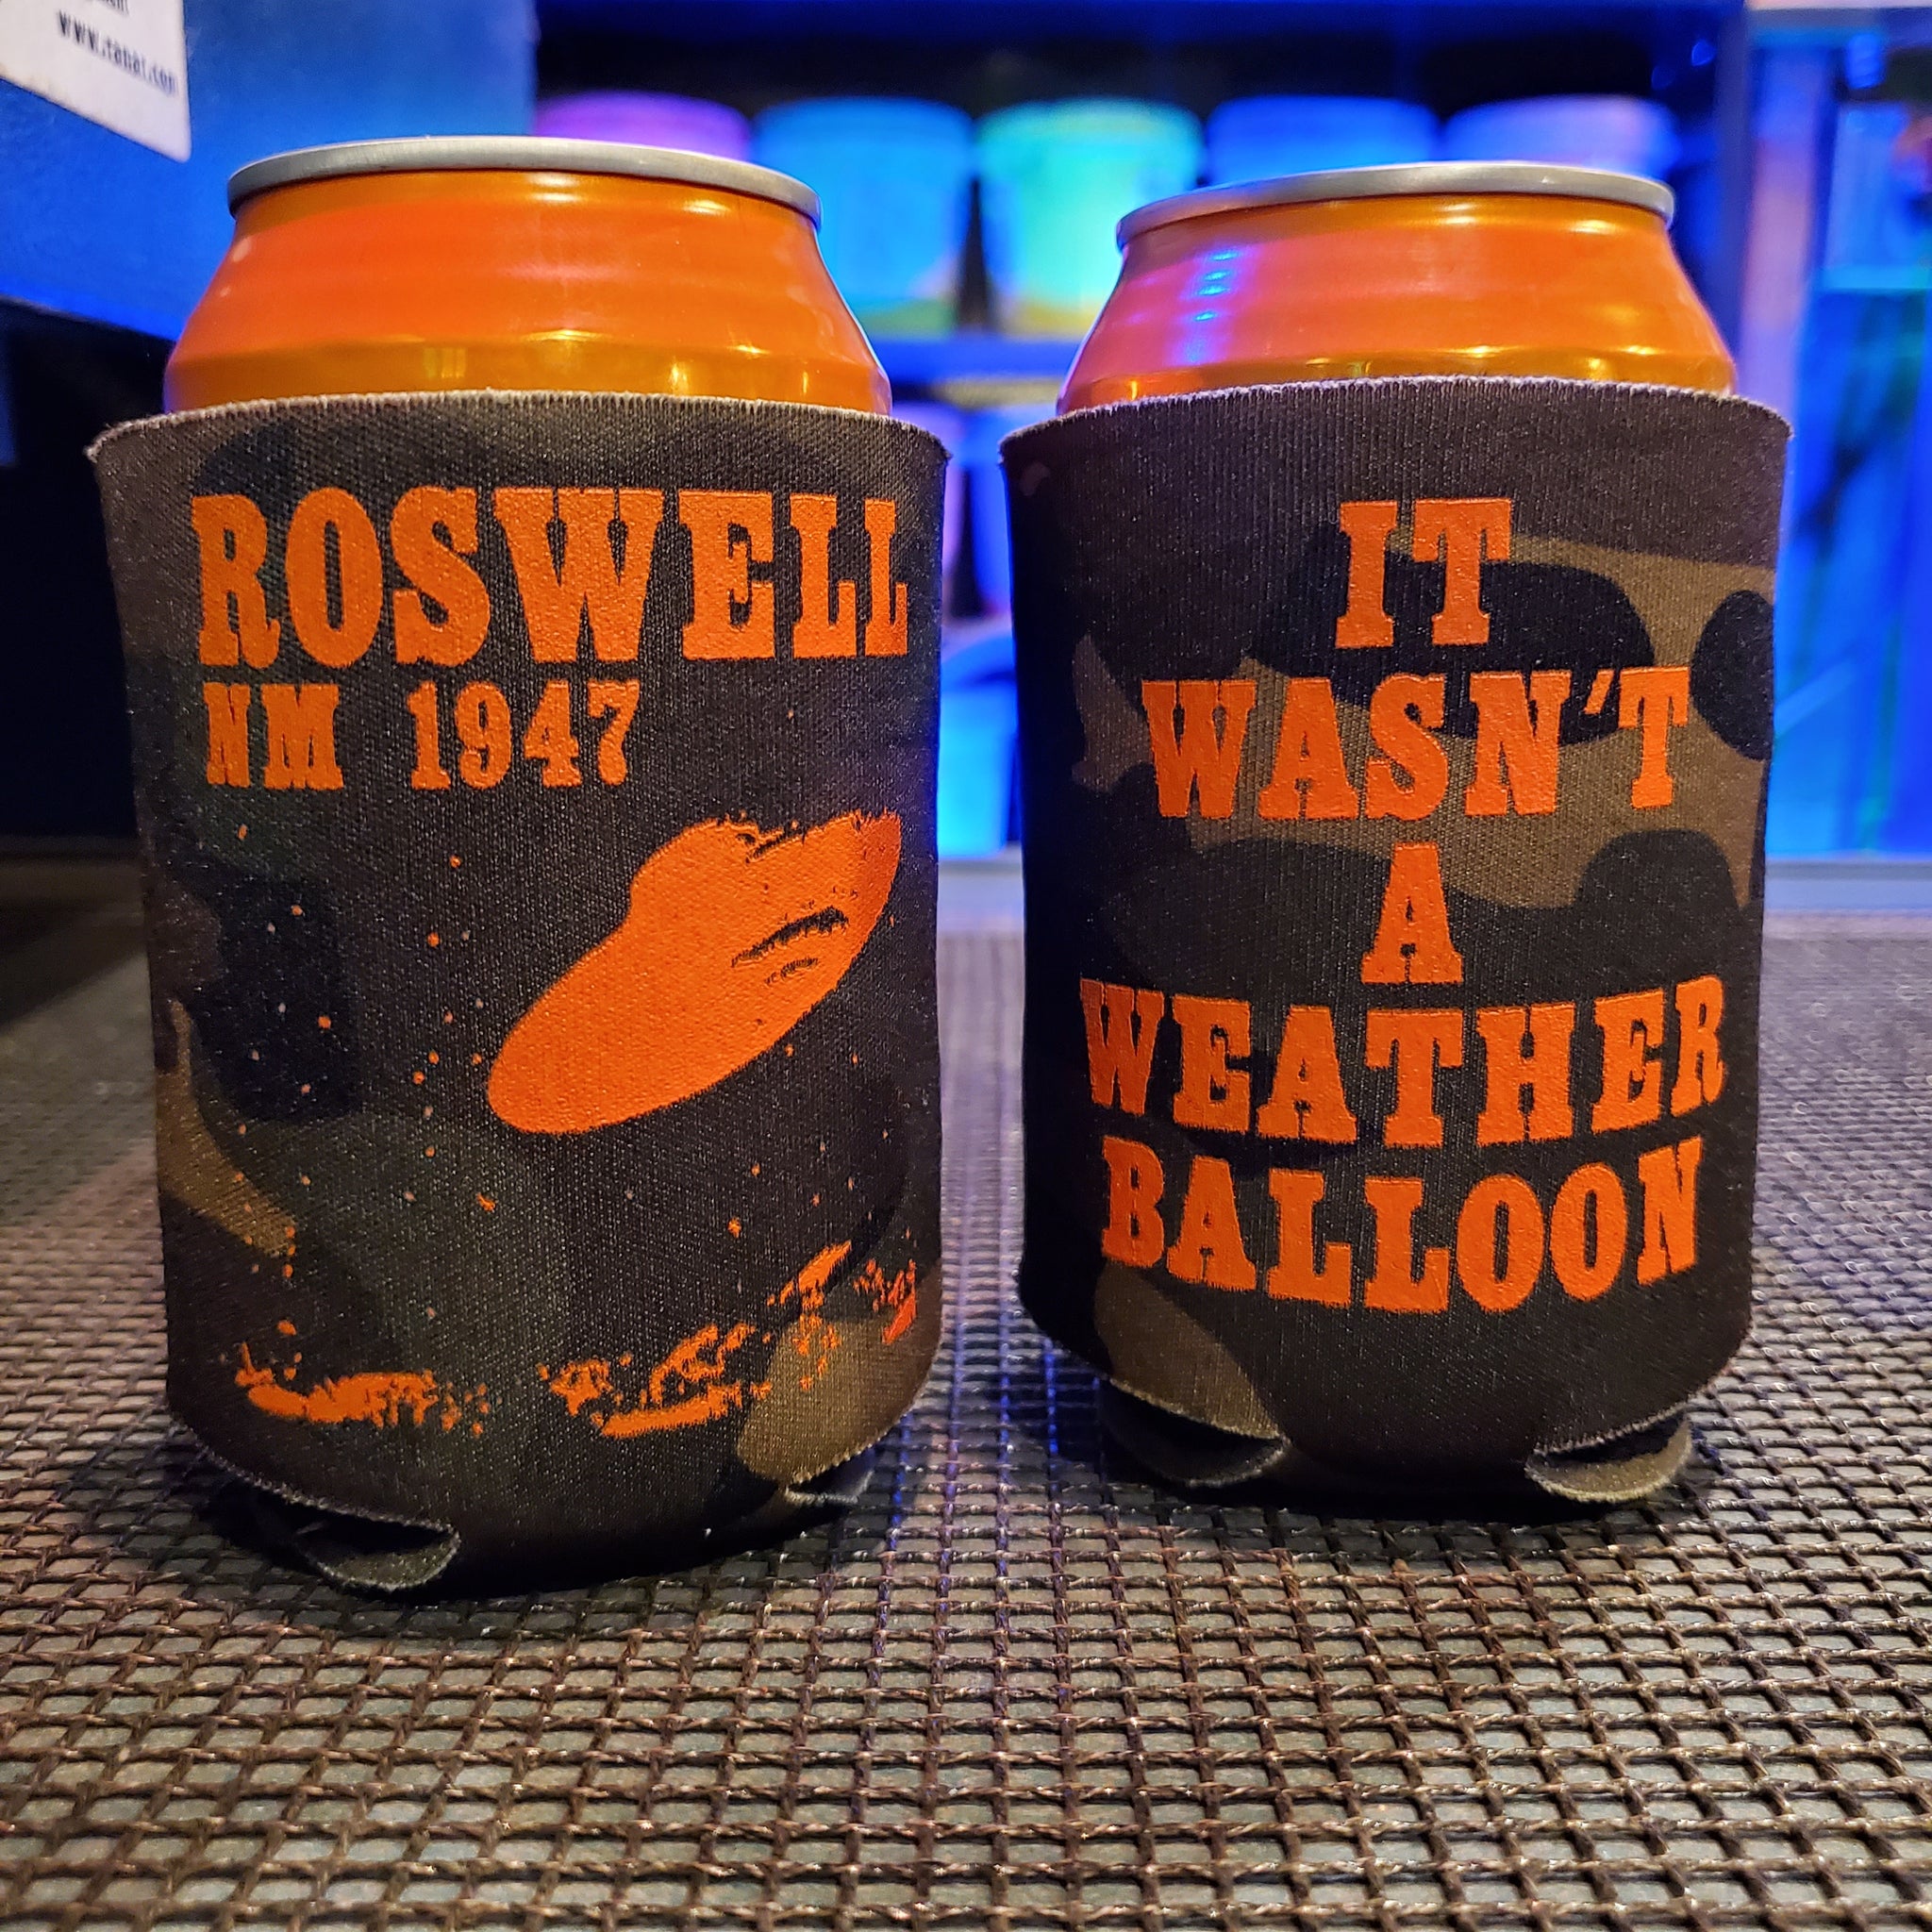 ROSWELL
NM 1947
IT
WASN'T
A
WEATHER
BALLOON